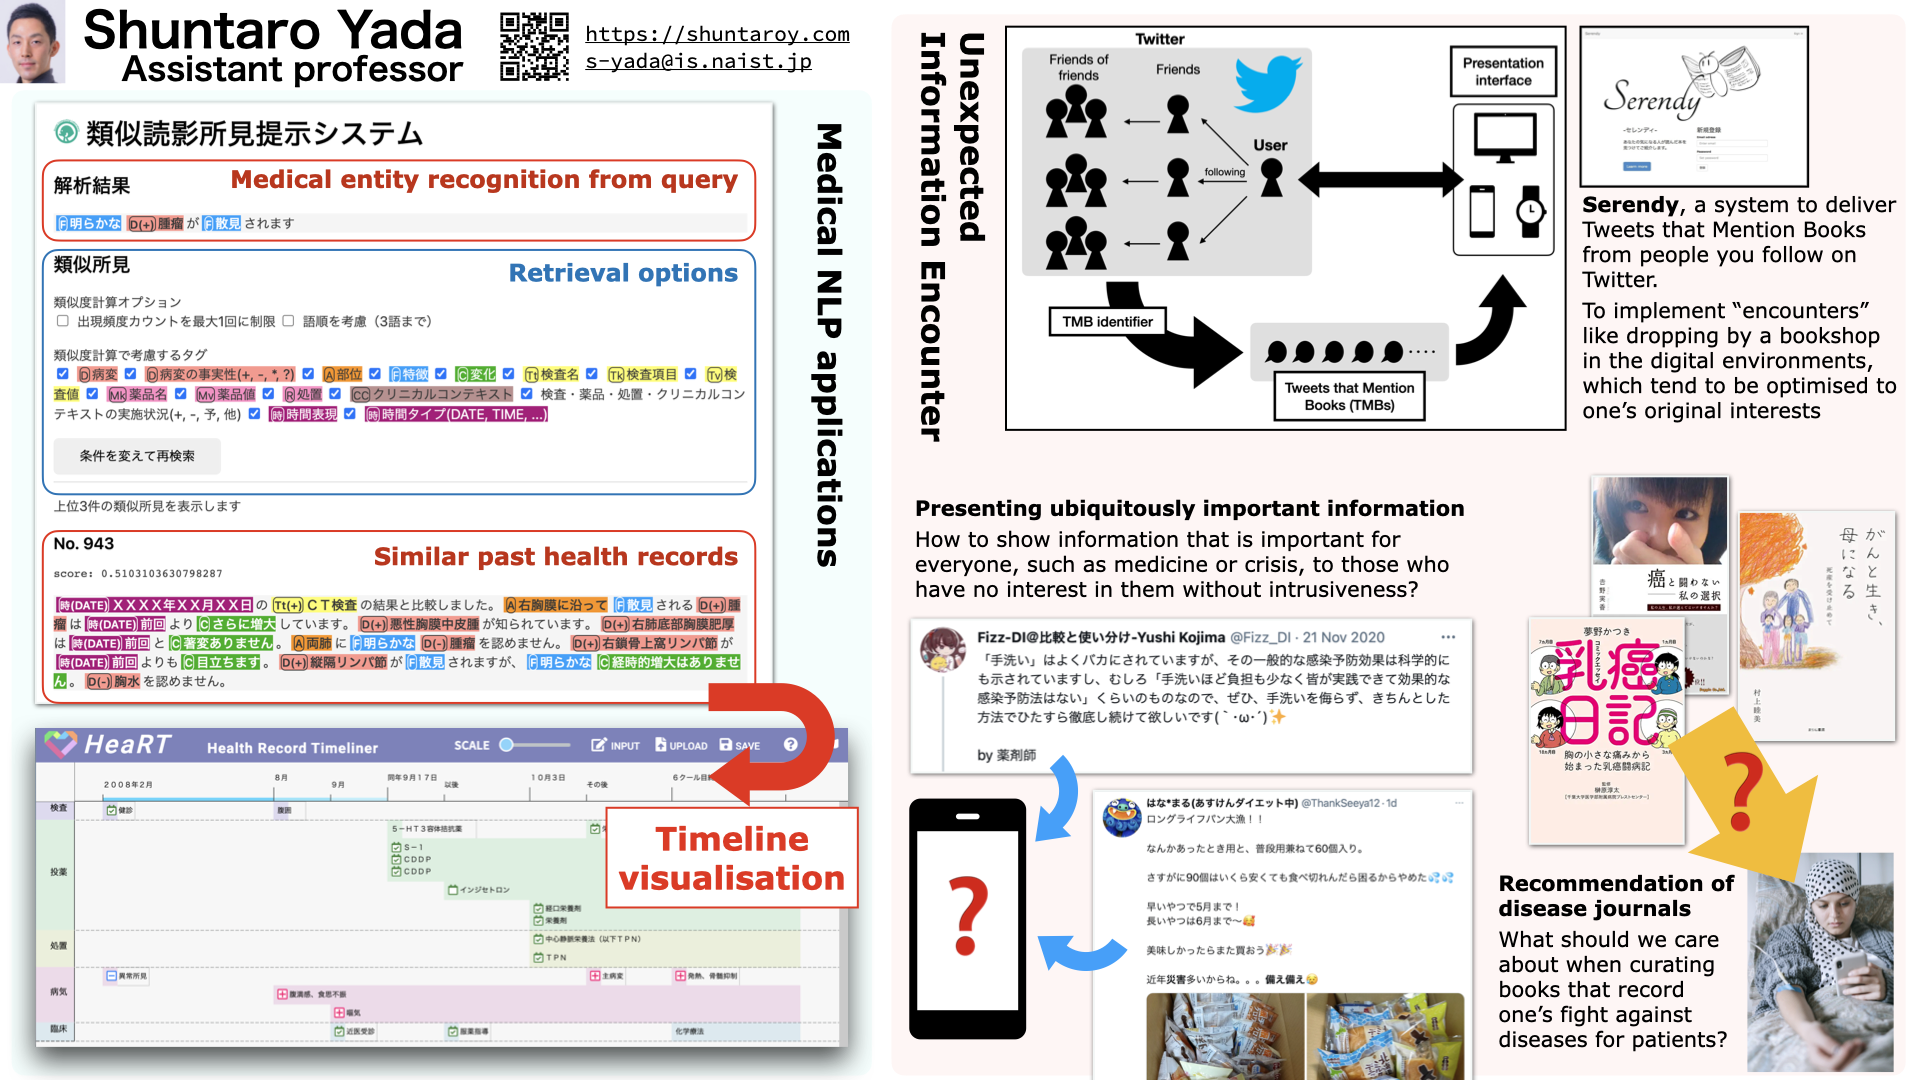 Shuntaro Yada
Assistant professor
https://shuntaroy.com
s-yada@is.naist.jp
Medical NLP applications
類似読影所見提示システム
解析結果
Medical entity recognition from query
F明らかな D(+)腫瘤 が F散見 されます
類似所見
Retrieval options
類似度計算オプション
出現頻度カウントを最大1回に制限 語順を考慮（3語まで）
類似度計算で考慮するタグ
D病変 D病変の事実性(+, -, *, ?) A部位 F特徴 C変化 Tt検査名 Tk検査項目 Tv検
査値 Mk薬品名 Mv薬品値 R処置 CCクリニカルコンテキスト 検査・薬品・処置・クリニカルコン
テキストの実施状況(+, -, 予, 他) 時時間表現 時時間タイプ(DATE, TIME, ...)
条件を変えて再検索
上位3件の類似所見を表示します
No. 943
Similar past health records
score: 0.5103103630798287
時(DATE)XXXX年XX月XX日 の Tt(+)CT検査 の結果と比較しました。 A右胸膜に沿って F散見 される D(+)腫
瘤 は 時(DATE)前回 より Cさらに増大 しています。 D(+)悪性胸膜中皮腫 が知られています。 D(+)右肺底部胸膜肥厚
は 時(DATE)前回 と C著変ありません 。 A両肺 に F明らかな D(-)腫瘤 を認めません。 D(+)右鎖骨上窩リンパ節 が
時(DATE)前回 よりも C目立ちます 。 D(+)縦隔リンパ節 が F散見 されますが、 F明らかな C経時的増大はありませ
ん 。 D(-)胸水 を認めません。
HeaRT
Health Record Timeliner
SCALE
INPUT
UPLOAD
SAVE
?
2008年2月
8月
9月
同年9月17日
以後
10月3日
その後
6クール目
検査
健診
腹囲
投薬
5-HT3容体拮抗薬
S-1
CDDP
CDDP
インジセトロン
経口栄養剤
栄養剤
処置
中心静脈栄養法（以下TPN）
TPN
病気
異常所見
主病変
発熱、骨髄抑制
腹満感、食思不振
嘔気
臨床
近医受診
服薬指導
化学療法
Timeline
visualisation
Unexpected
Information Encounter
Twitter
Friends of
friends
Friends
User
following
Presentation
interface
TMB identifier
Tweets that Mention
Books (TMBs)
Serendy
-セレンディ-
新規登録
Serendy, a system to deliver
Tweets that Mention Books
from people you follow on
Twitter.
To implement “encounters”
like dropping by a bookshop
in the digital environments,
which tend to be optimised to
one’s original interests
Presenting ubiquitously important information
How to show information that is important for
everyone, such as medicine or crisis, to those who
have no interest in them without intrusiveness?
Fizz-DI@比較と使い分け-Yushi Kojima @Fizz_DI · 21 Nov 2020
「手洗い」はよくバカにされていますが、その一般的な感染予防効果は科学的に
も示されていますし、むしろ「手洗いほど負担も少なく皆が実践できて効果的な
感染予防法はない」くらいのものなので、ぜひ、手洗いを侮らず、きちんとした
方法でひたすら徹底し続けて欲しいです(｀･ω･´)✨
by 薬剤師
?
はな*まる(あすけんダイエット中) @ThankSeeya12 · 1d
ロングライフパン大漁！！
なんかあったとき用と、普段用兼ねて60個入り。
さすがに90個はいくら安くても食べ切れんだら困るからやめた💦💦
早いやつで5月まで！
長いやつは6月まで〜🥰
美味しかったらまた買おう🎉🎉
近年災害多いからね。。。備え備え😥
癌と闘わない
私の選択
吉野実香
がんと生き、
母になる
死産を受け止めて
村上睦美
夢野かつき
コミックエッセイ
乳癌
日記
胸の小さな痛みから
始まった乳癌闘病記
監修
榊原淳太
?
Recommendation of
disease journals
What should we care
about when curating
books that record
one’s fight against
diseases for patients?